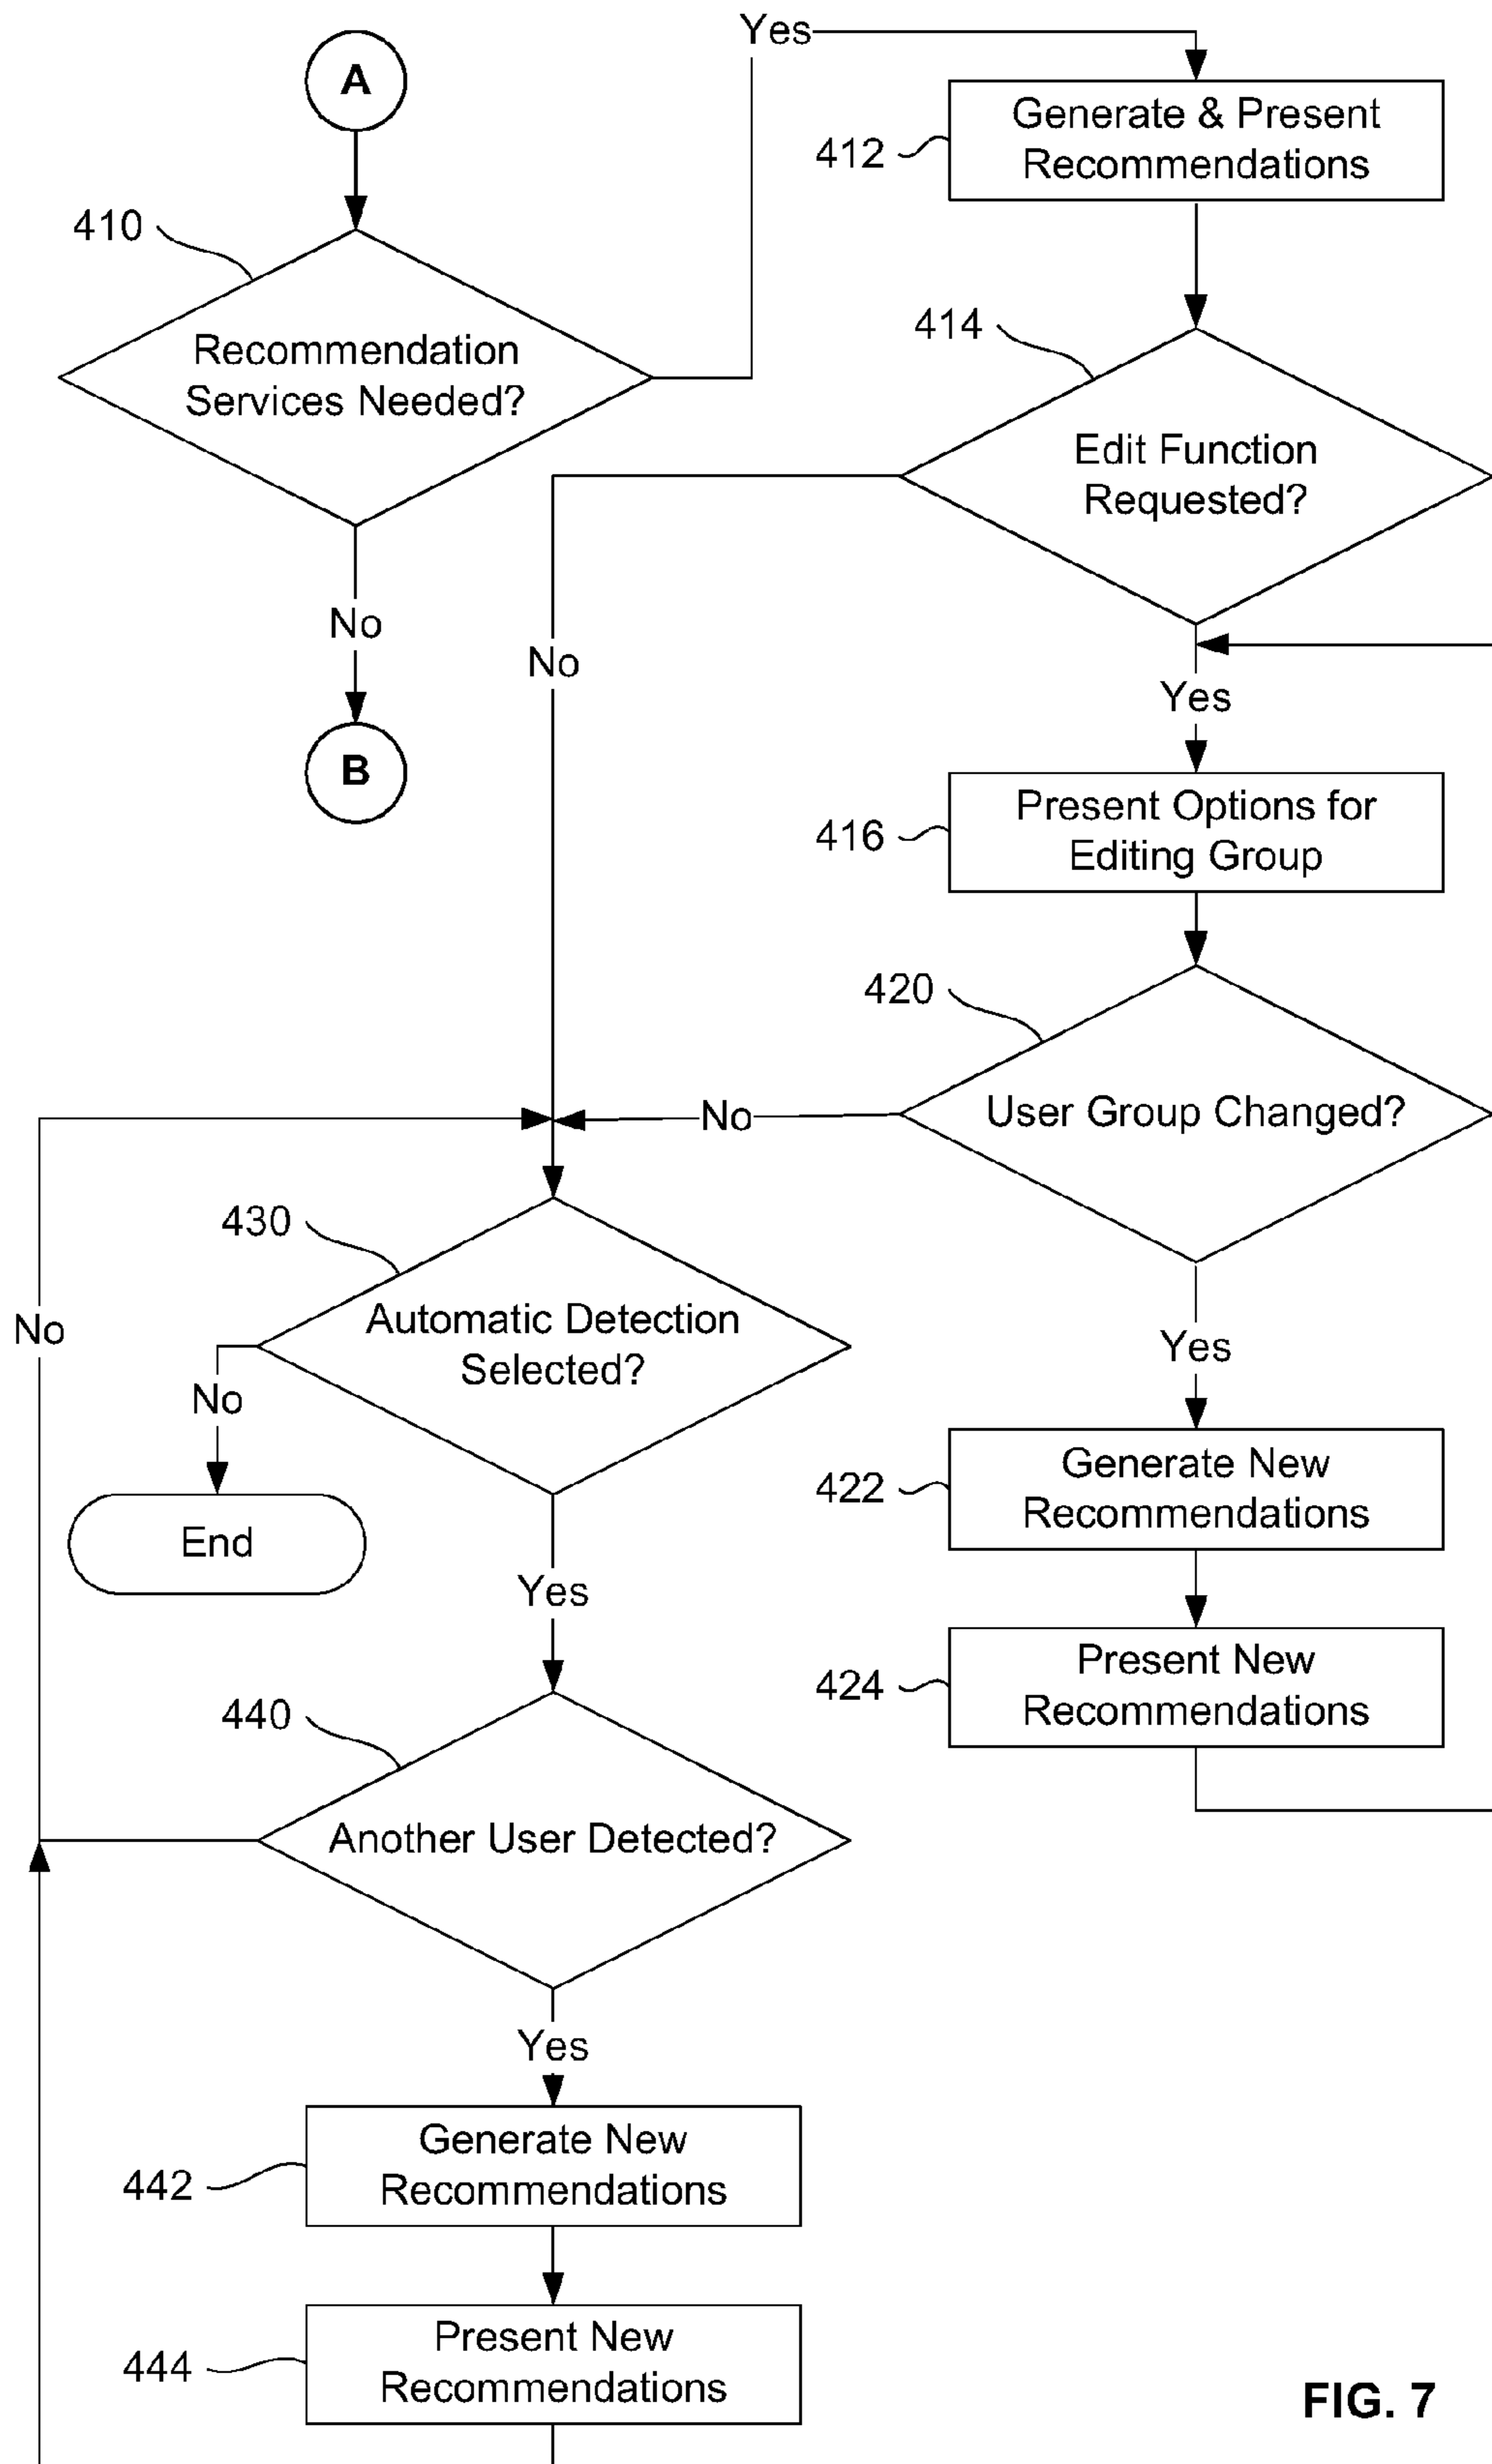 A
410
Recommendation
Services Needed?
No
B
Yes
412
Generate & Present
Recommendations
414
Edit Function
Requested?
No
Yes
416
Present Options for
Editing Group
420
User Group Changed?
No
Yes
422
Generate New
Recommendations
424
Present New
Recommendations
430
Automatic Detection
Selected?
No
No
End
Yes
440
Another User Detected?
Yes
442
Generate New
Recommendations
444
Present New
Recommendations
FIG. 7